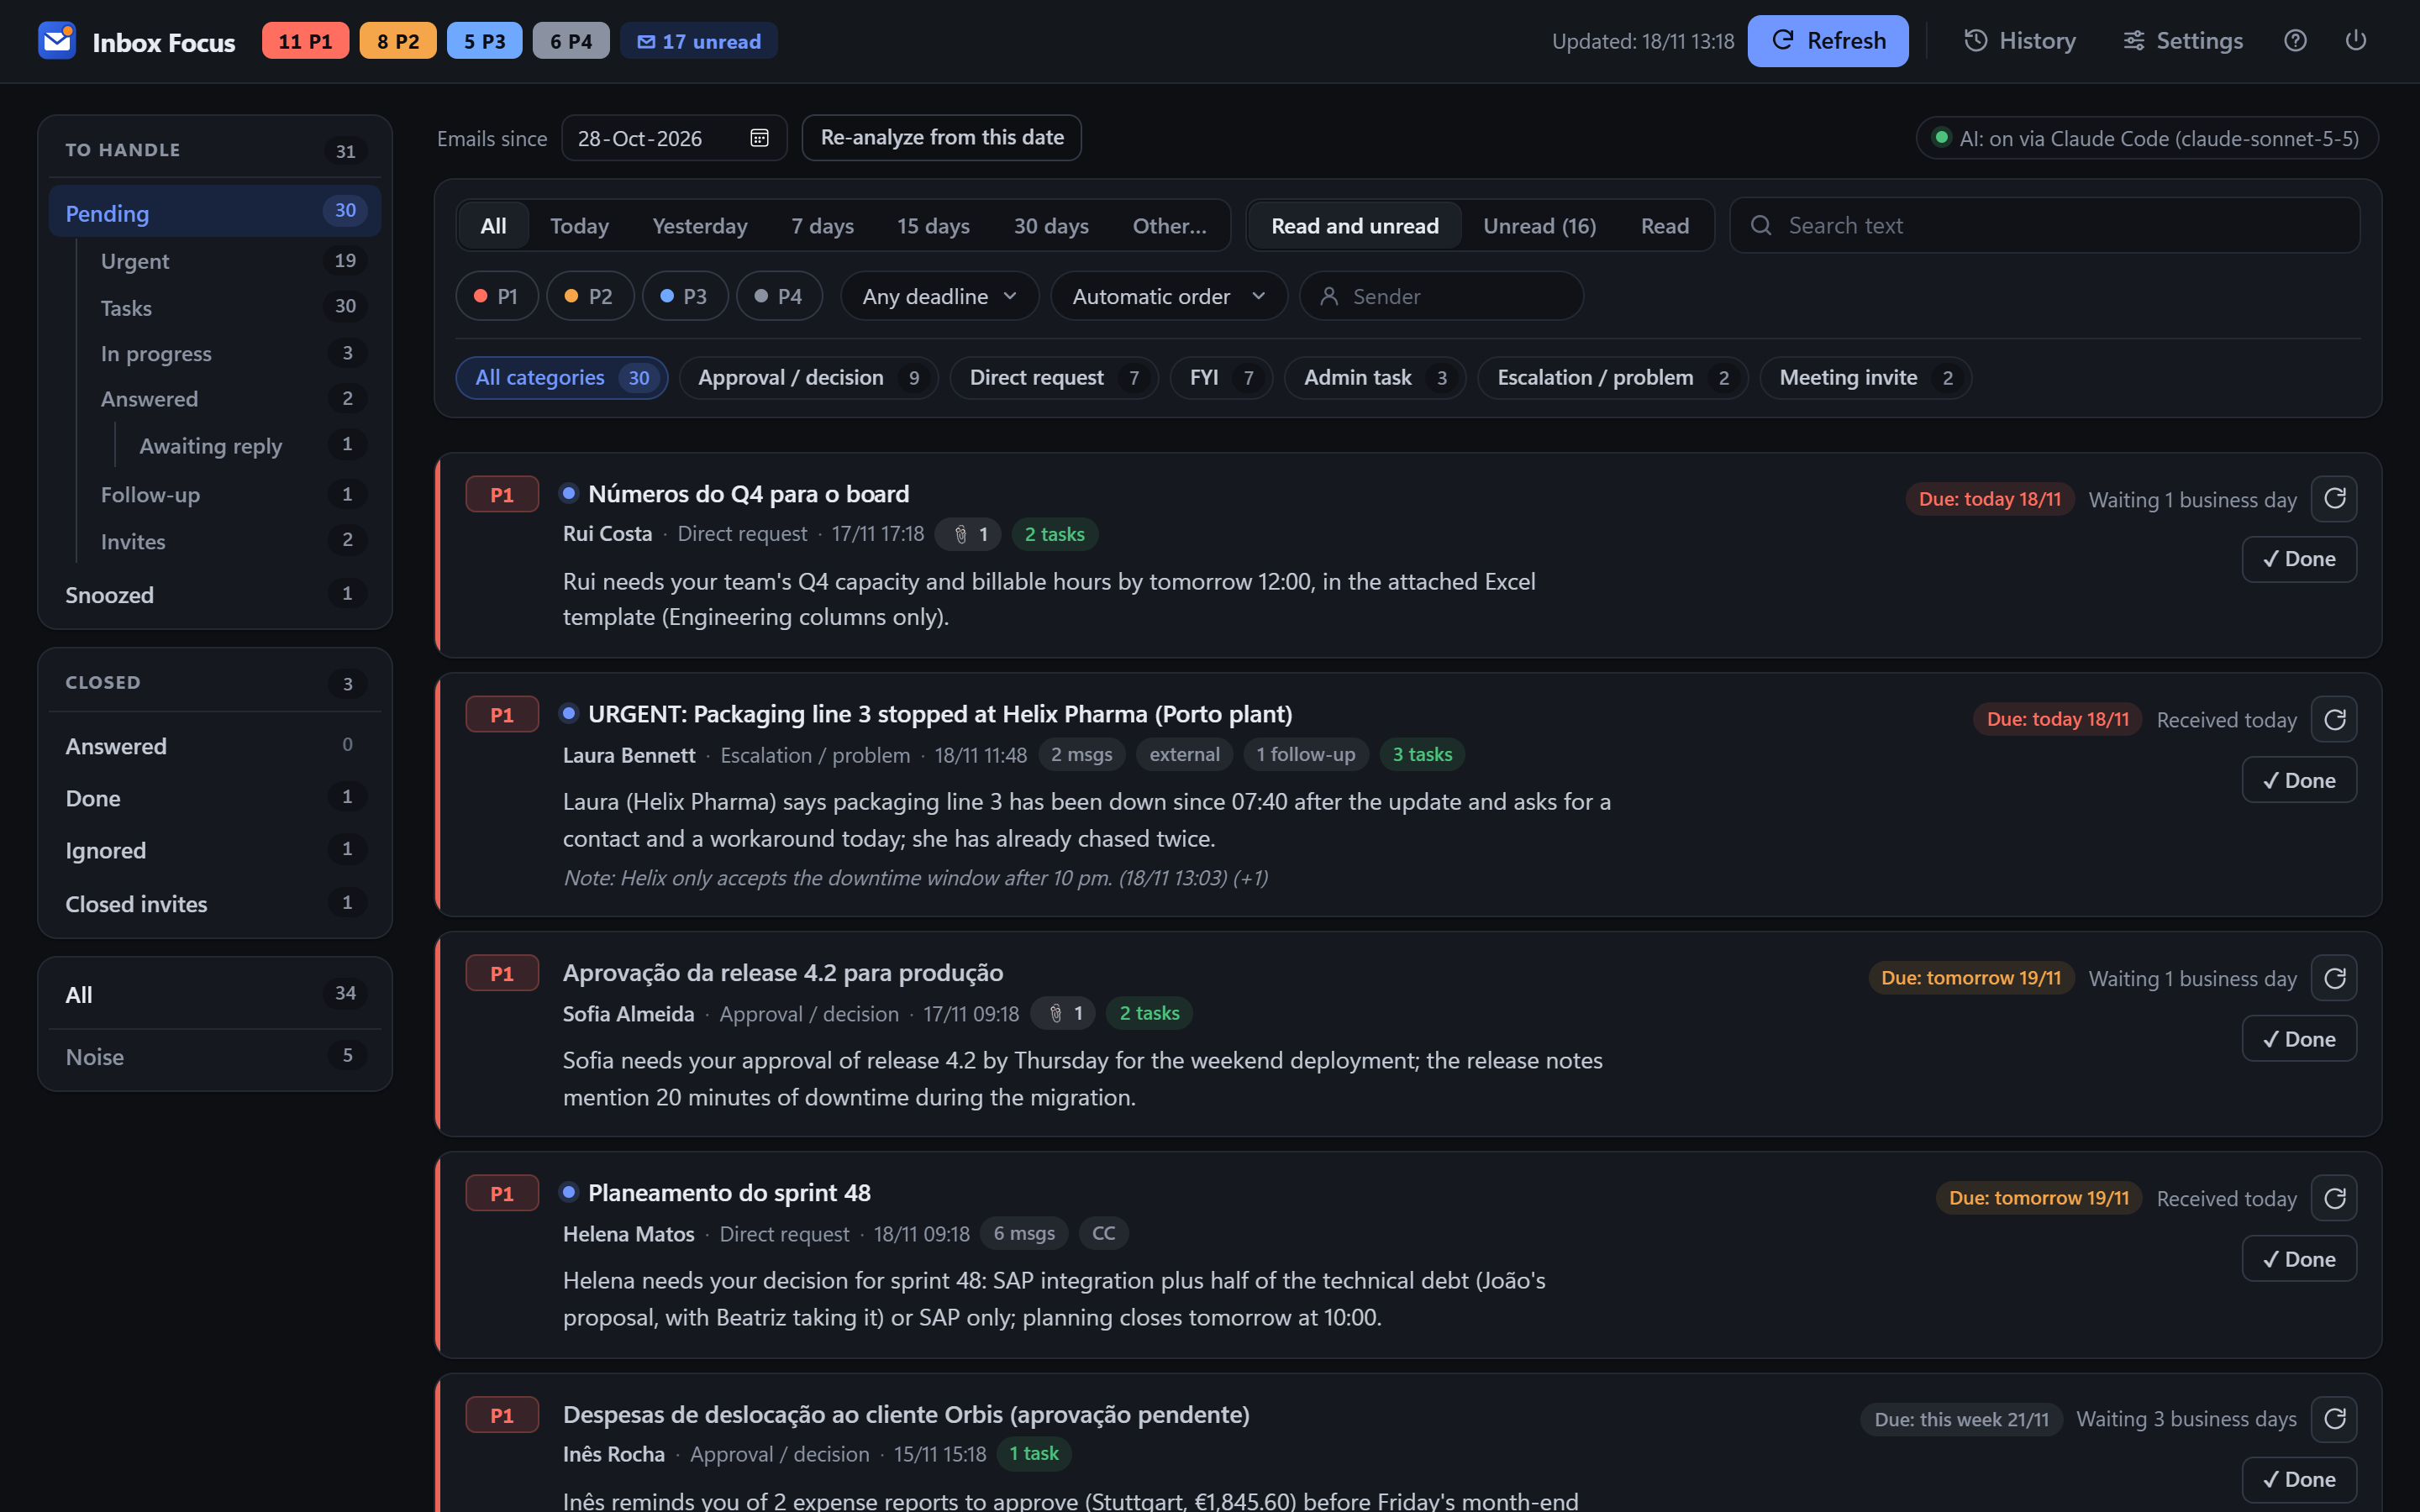 Inbox Focus
11 P1
8 P2
5 P3
6 P4
17 unread
Updated: 18/11 13:18
Refresh
History
Settings
TO HANDLE 31
Pending 30
Urgent 19
Tasks 30
In progress 3
Answered 2
Awaiting reply 1
Follow-up 1
Invites 2
Snoozed 1
CLOSED 3
Answered 0
Done 1
Ignored 1
Closed invites 1
All 34
Noise 5
Emails since
28-Oct-2026
Re-analyze from this date
AI: on via Claude Code (claude-sonnet-5-5)
All Today Yesterday 7 days 15 days 30 days Other...
Read and unread Unread (16) Read
Search text
P1 P2 P3 P4
Any deadline
Automatic order
Sender
All categories 30
Approval / decision 9
Direct request 7
FYI 7
Admin task 3
Escalation / problem 2
Meeting invite 2
P1
Números do Q4 para o board
Due: today 18/11 Waiting 1 business day
Rui Costa · Direct request · 17/11 17:18 1 2 tasks
✓ Done
Rui needs your team's Q4 capacity and billable hours by tomorrow 12:00, in the attached Excel
template (Engineering columns only).
P1
URGENT: Packaging line 3 stopped at Helix Pharma (Porto plant)
Due: today 18/11 Received today
Laura Bennett · Escalation / problem · 18/11 11:48 2 msgs external 1 follow-up 3 tasks
✓ Done
Laura (Helix Pharma) says packaging line 3 has been down since 07:40 after the update and asks for a
contact and a workaround today; she has already chased twice.
Note: Helix only accepts the downtime window after 10 pm. (18/11 13:03) (+1)
P1
Aprovação da release 4.2 para produção
Due: tomorrow 19/11 Waiting 1 business day
Sofia Almeida · Approval / decision · 17/11 09:18 1 2 tasks
✓ Done
Sofia needs your approval of release 4.2 by Thursday for the weekend deployment; the release notes
mention 20 minutes of downtime during the migration.
P1
Planeamento do sprint 48
Due: tomorrow 19/11 Received today
Helena Matos · Direct request · 18/11 09:18 6 msgs CC
✓ Done
Helena needs your decision for sprint 48: SAP integration plus half of the technical debt (João's
proposal, with Beatriz taking it) or SAP only; planning closes tomorrow at 10:00.
P1
Despesas de deslocação ao cliente Orbis (aprovação pendente)
Due: this week 21/11 Waiting 3 business days
Inês Rocha · Approval / decision · 15/11 15:18 1 task
✓ Done
Inês reminds you of 2 expense reports to approve (Stuttgart, €1,845.60) before Friday's month-end